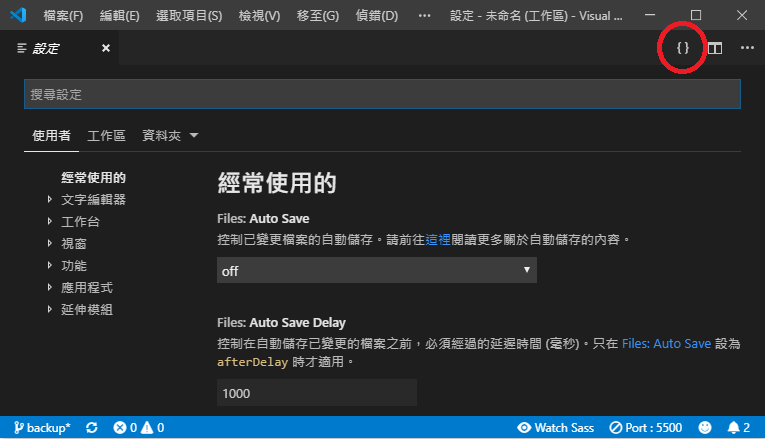 檔案(F) 編輯(E) 選取項目(S) 檢視(V) 移至(G) 偵錯(D) ··· 設定 - 未命名 (工作區) - Visual ...
設定 × { } ···
搜尋設定
使用者 工作區 資料夾
經常使用的
文字編輯器
工作台
視窗
功能
應用程式
延伸模組
經常使用的
Files: Auto Save
控制已變更檔案的自動儲存。請前往這裡閱讀更多關於自動儲存的內容。
off
Files: Auto Save Delay
控制在自動儲存已變更的檔案之前，必須經過的延遲時間 (毫秒)。只在 Files: Auto Save 設為
afterDelay 時才適用。
1000
backup* 0 0 Watch Sass Port : 5500 2